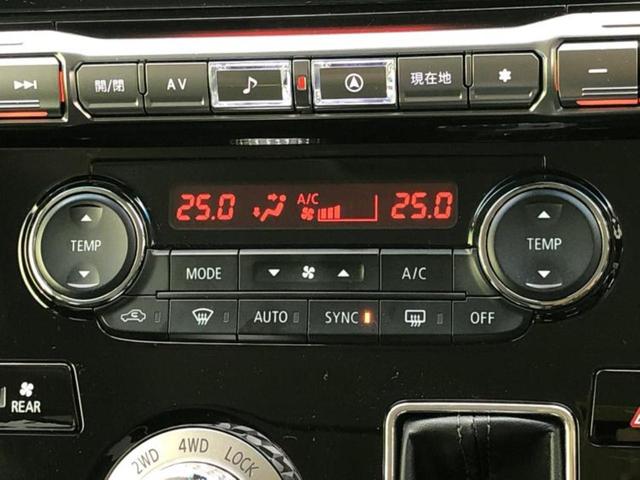 開/閉 AV 現在地
25.0 A/C 25.0
TEMP TEMP
MODE A/C
AUTO SYNC OFF
REAR
2WD 4WD LOCK